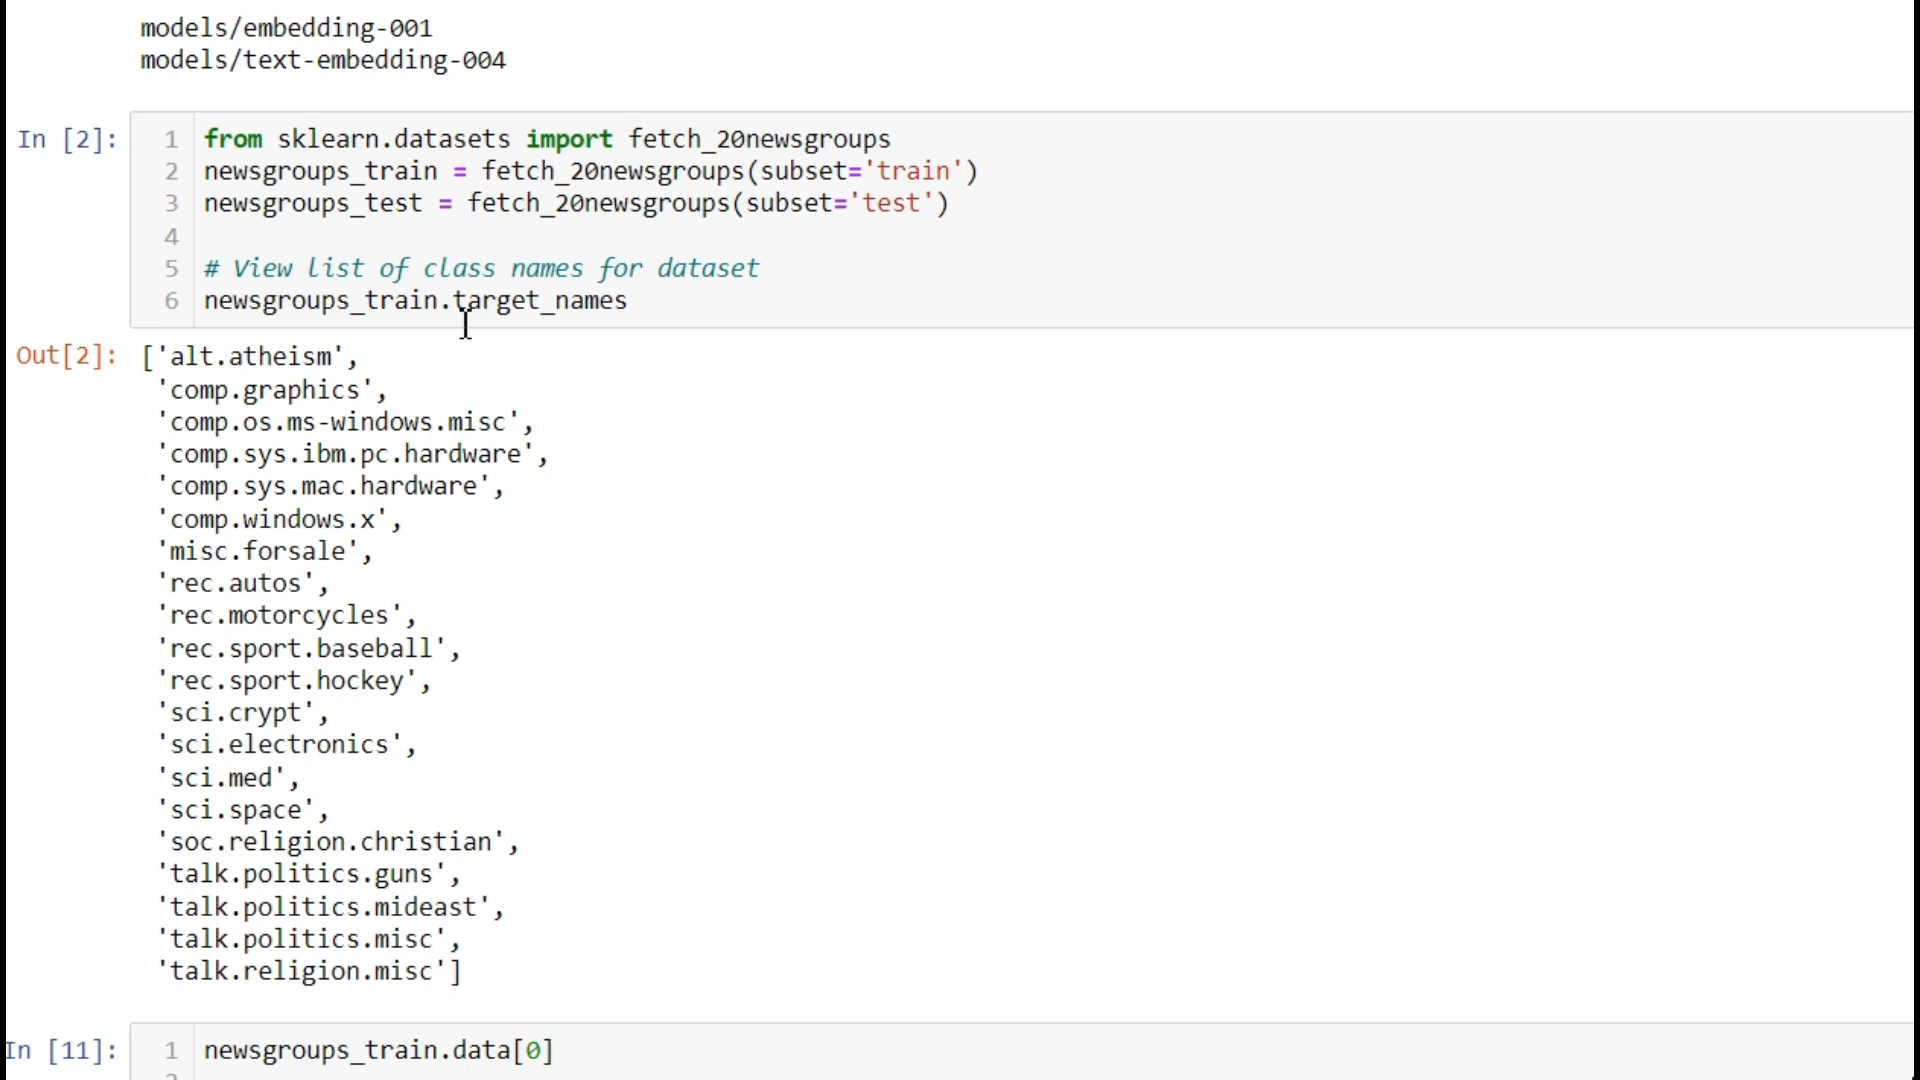 models/embedding-001
models/text-embedding-004
In [2]:
1 from sklearn.datasets import fetch_20newsgroups
2 newsgroups_train = fetch_20newsgroups(subset='train')
3 newsgroups_test = fetch_20newsgroups(subset='test')
4
5 # View list of class names for dataset
6 newsgroups_train.target_names
Out[2]: ['alt.atheism',
'comp.graphics',
'comp.os.ms-windows.misc',
'comp.sys.ibm.pc.hardware',
'comp.sys.mac.hardware',
'comp.windows.x',
'misc.forsale',
'rec.autos',
'rec.motorcycles',
'rec.sport.baseball',
'rec.sport.hockey',
'sci.crypt',
'sci.electronics',
'sci.med',
'sci.space',
'soc.religion.christian',
'talk.politics.guns',
'talk.politics.mideast',
'talk.politics.misc',
'talk.religion.misc']
In [11]: 1 newsgroups_train.data[0]